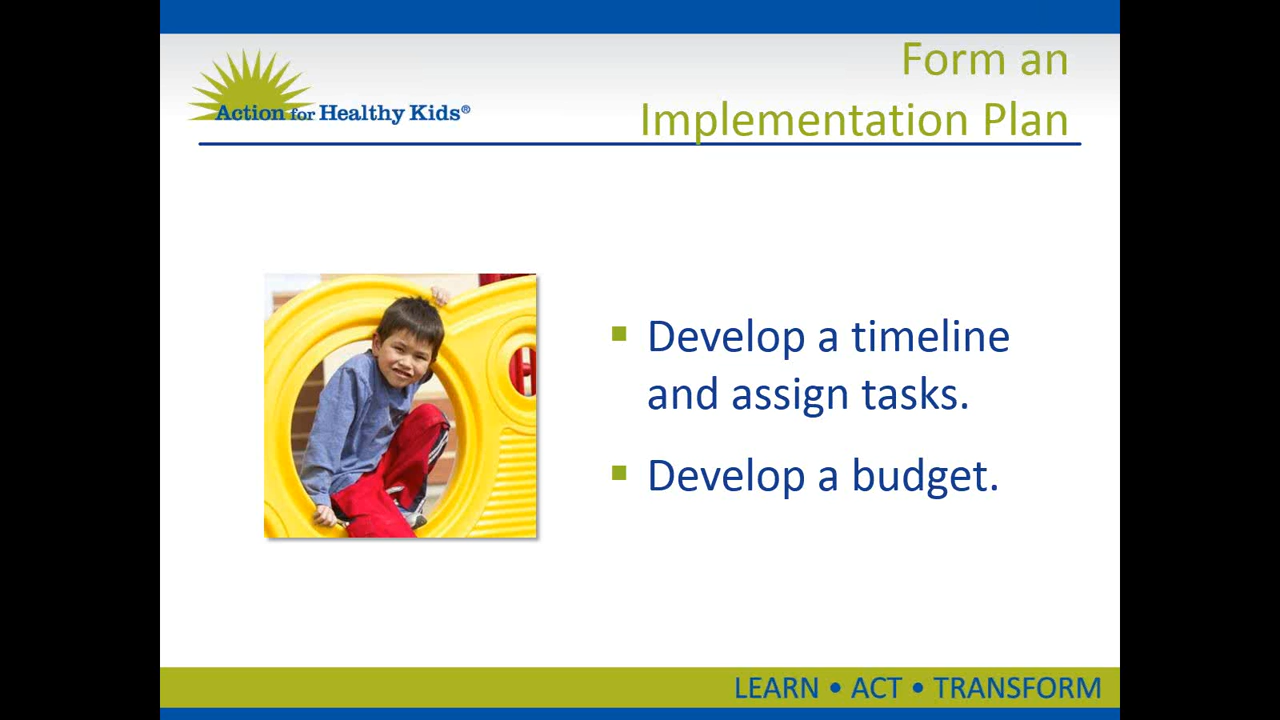 Form an
Action for Healthy Kids®
Implementation Plan
▪ Develop a timeline
and assign tasks.
▪ Develop a budget.
LEARN • ACT • TRANSFORM